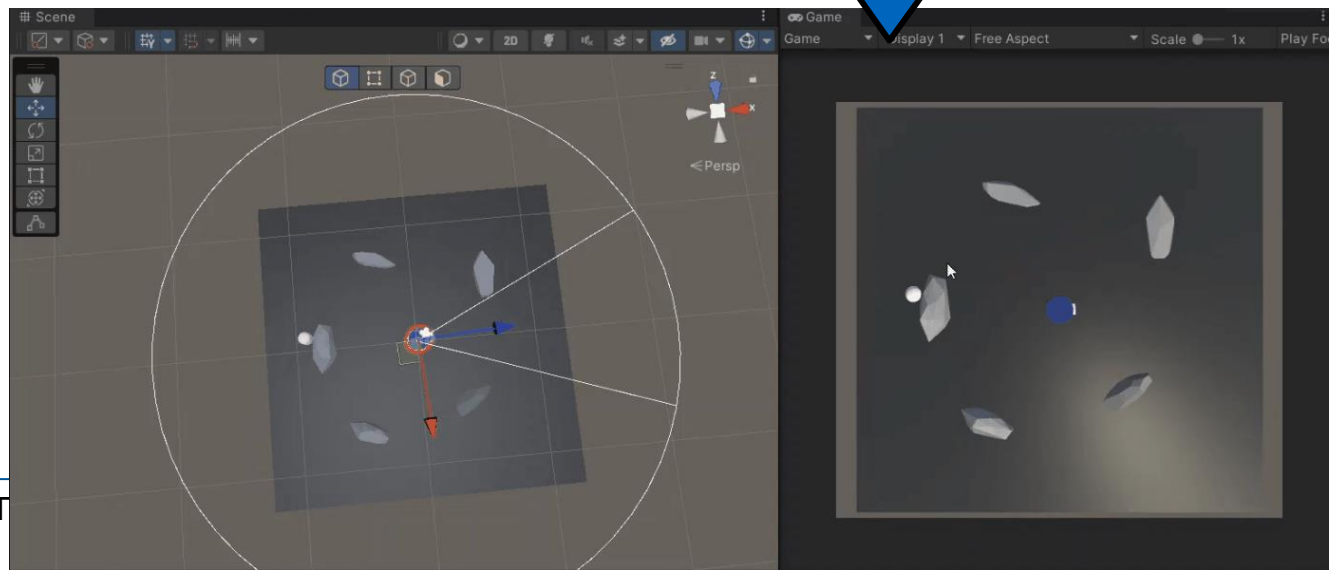 Scene
Game
2D
Game
Display 1
Free Aspect
Scale
1x
Play Fo
z
x
Persp
T